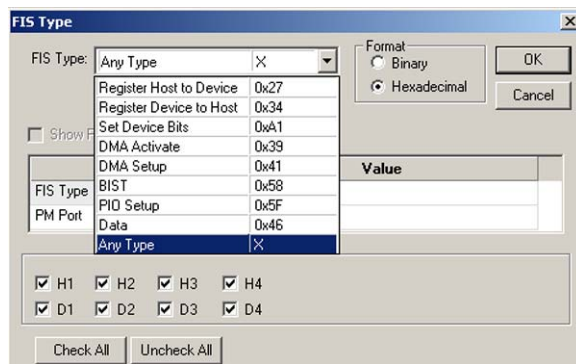 FIS Type
FIS Type: Any Type X
Format
Binary
Hexadecimal
OK
Cancel
Register Host to Device 0x27
Register Device to Host 0x34
Set Device Bits 0xA1
DMA Activate 0x39
DMA Setup 0x41
BIST 0x58
PIO Setup 0x5F
Data 0x46
Any Type X
Show
Value
FIS Type
PM Port
H1 H2 H3 H4
D1 D2 D3 D4
Check All Uncheck All